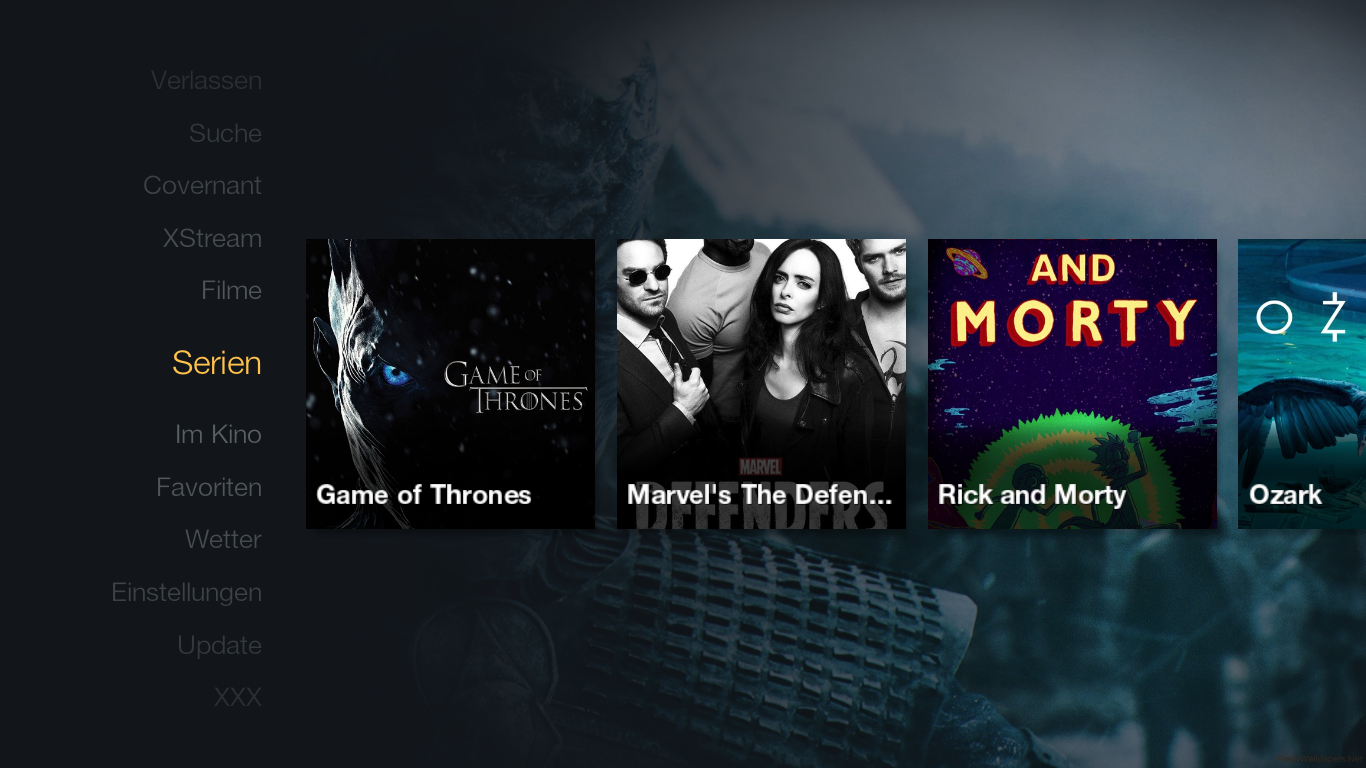 Verlassen
Suche
Covernant
XStream
Filme
Serien
Im Kino
Favoriten
Wetter
Einstellungen
Update
XXX
GAME OF
THRONES
Game of Thrones
MARVEL
DEFENDERS
Marvel's The Defen...
AND
MORTY
Rick and Morty
O Z
Ozark